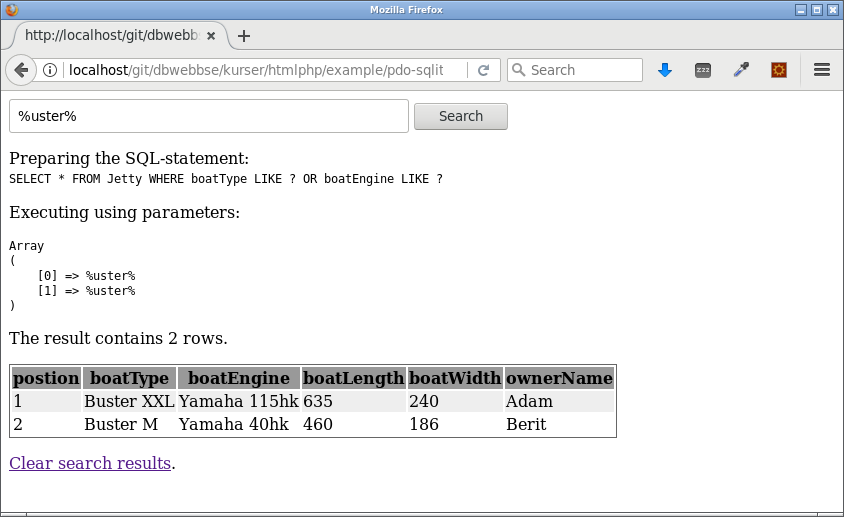 Mozilla Firefox
http://localhost/git/dbwebb
localhost/git/dbwebbse/kurser/htmlphp/example/pdo-sqlit
Search
zzz
%uster%
Search
Preparing the SQL-statement:
SELECT * FROM Jetty WHERE boatType LIKE ? OR boatEngine LIKE ?
Executing using parameters:
Array
(
[0] => %uster%
[1] => %uster%
)
The result contains 2 rows.
postion boatType boatEngine boatLength boatWidth ownerName
1 Buster XXL Yamaha 115hk 635 240 Adam
2 Buster M Yamaha 40hk 460 186 Berit
Clear search results.